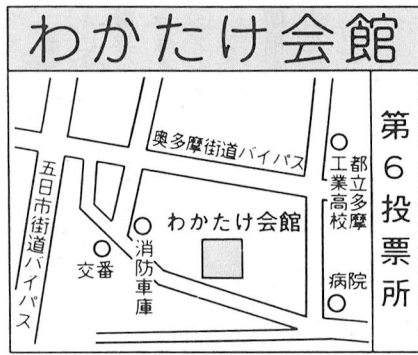 わかたけ会館
第6投票所
奥多摩街道バイパス
都立多摩
工業高校
五日市街道バイパス
わかたけ会館
消防車庫
交番
病院